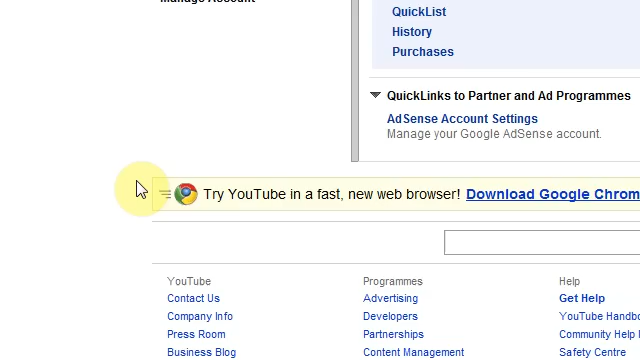 Manage Account
QuickList
History
Purchases
QuickLinks to Partner and Ad Programmes
AdSense Account Settings
Manage your Google AdSense account.
Try YouTube in a fast, new web browser! Download Google Chrom
YouTube Programmes Help
Contact Us Advertising Get Help
Company Info Developers YouTube Handbo
Press Room Partnerships Community Help
Business Blog Content Management Safety Centre